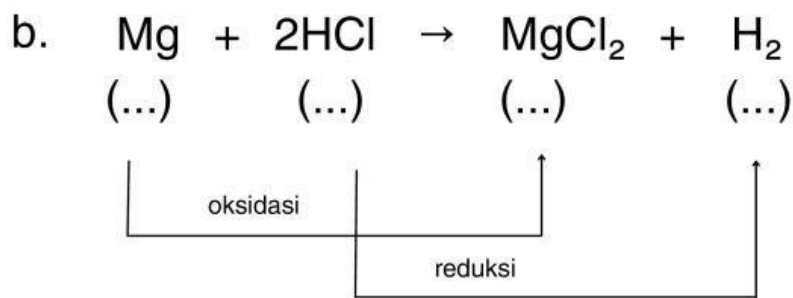 b. Mg + 2HCl → MgCl₂ + H₂
(...) (...) (...) (...)
oksidasi
reduksi